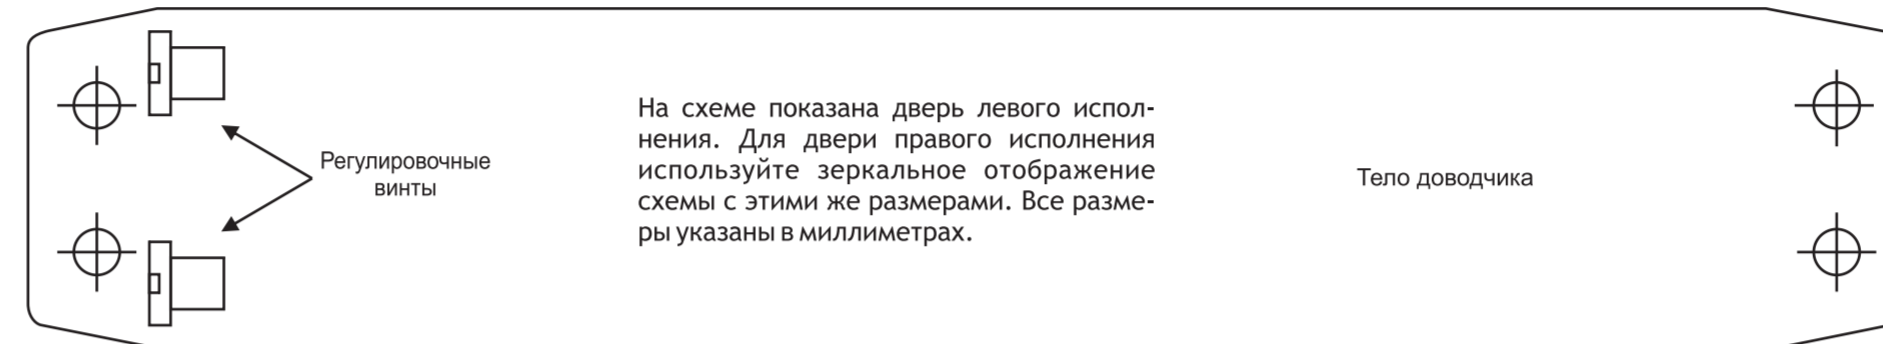 Регулировочные
винты
На схеме показана дверь левого испол-
нения. Для двери правого исполнения
используйте зеркальное отображение
схемы с этими же размерами. Все разме-
ры указаны в миллиметрах.
Тело доводчика